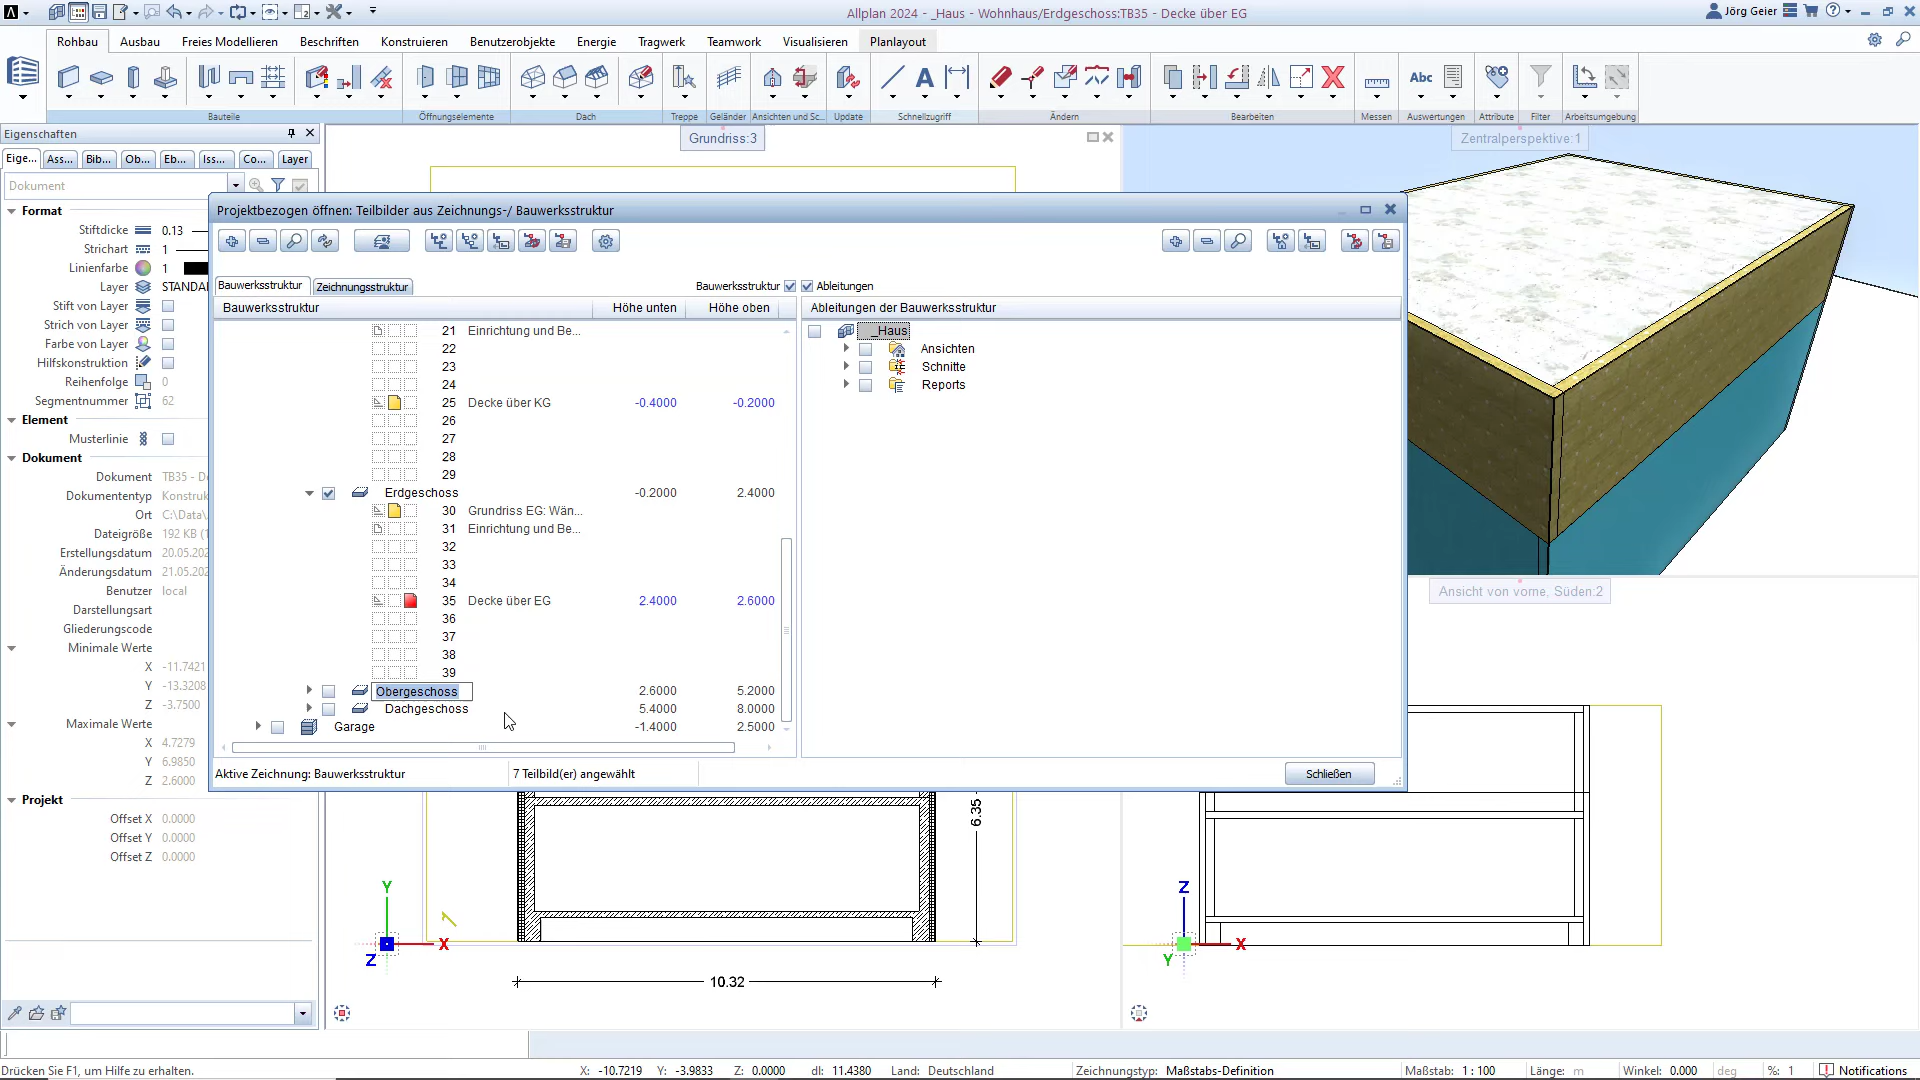 Allplan 2024 - _Haus - Wohnhaus/Erdgeschoss:TB35 - Decke über EG
Jörg Geier
Rohbau Ausbau Freies Modellieren Beschriften Konstruieren Benutzerobjekte Energie Tragwerk Teamwork Visualisieren Planlayout
Abc
Bauteile Öffnungselemente Dach Treppe Geländer Ansichten und Sc... Update Schnellzugriff Ändern Bearbeiten Messen Auswertungen Attribute Filter Arbeitsumgebung
Eigenschaften
Eige... Ass... Bib... Ob... Eb... Iss... Co... Layer
Dokument
Format
Stiftdicke 0.13
Strichart 1
Linienfarbe 1
Layer STANDA
Stift von Layer
Strich von Layer
Farbe von Layer
Hilfskonstruktion
Reihenfolge 0
Segmentnummer 62
Element
Musterlinie
Dokument
Dokument TB35 - D
Dokumententyp Konstruk
Ort C:\Data\
Dateigröße 192 KB (1
Erstellungsdatum 20.05.202
Änderungsdatum 21.05.202
Benutzer local
Darstellungsart
Gliederungscode
Minimale Werte
X -11.7421
Y -13.3208
Z -3.7500
Maximale Werte
X 4.7279
Y 6.9850
Z 2.6000
Projekt
Offset X 0.0000
Offset Y 0.0000
Offset Z 0.0000
Grundriss:3
Zentralperspektive:1
Ansicht von vorne, Süden:2
Projektbezogen öffnen: Teilbilder aus Zeichnungs-/ Bauwerksstruktur
Bauwerksstruktur Zeichnungsstruktur
Bauwerksstruktur Ableitungen
Bauwerksstruktur Höhe unten Höhe oben
Ableitungen der Bauwerksstruktur
21 Einrichtung und Be...
22
23
24
25 Decke über KG -0.4000 -0.2000
26
27
28
29
Erdgeschoss -0.2000 2.4000
30 Grundriss EG: Wän...
31 Einrichtung und Be...
32
33
34
35 Decke über EG 2.4000 2.6000
36
37
38
39
Obergeschoss 2.6000 5.2000
Dachgeschoss 5.4000 8.0000
Garage -1.4000 2.5000
_Haus
Ansichten
Schnitte
Reports
Aktive Zeichnung: Bauwerksstruktur 7 Teilbild(er) angewählt
Schließen
6.35
10.32
Y
X
Z
Z
X
Y
Drücken Sie F1, um Hilfe zu erhalten. X: -10.7219 Y: -3.9833 Z: 0.0000 dl: 11.4380 Land: Deutschland Zeichnungstyp: Maßstabs-Definition Maßstab: 1 : 100 Länge: m Winkel: 0.000 deg %: 1 Notifications